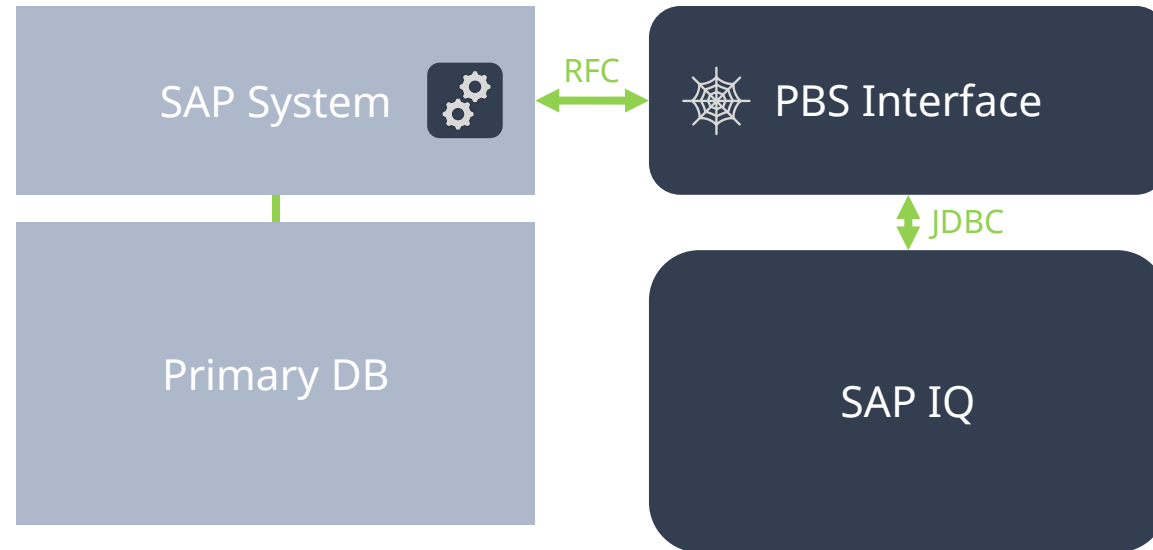 SAP System
RFC
PBS Interface
JDBC
Primary DB
SAP IQ